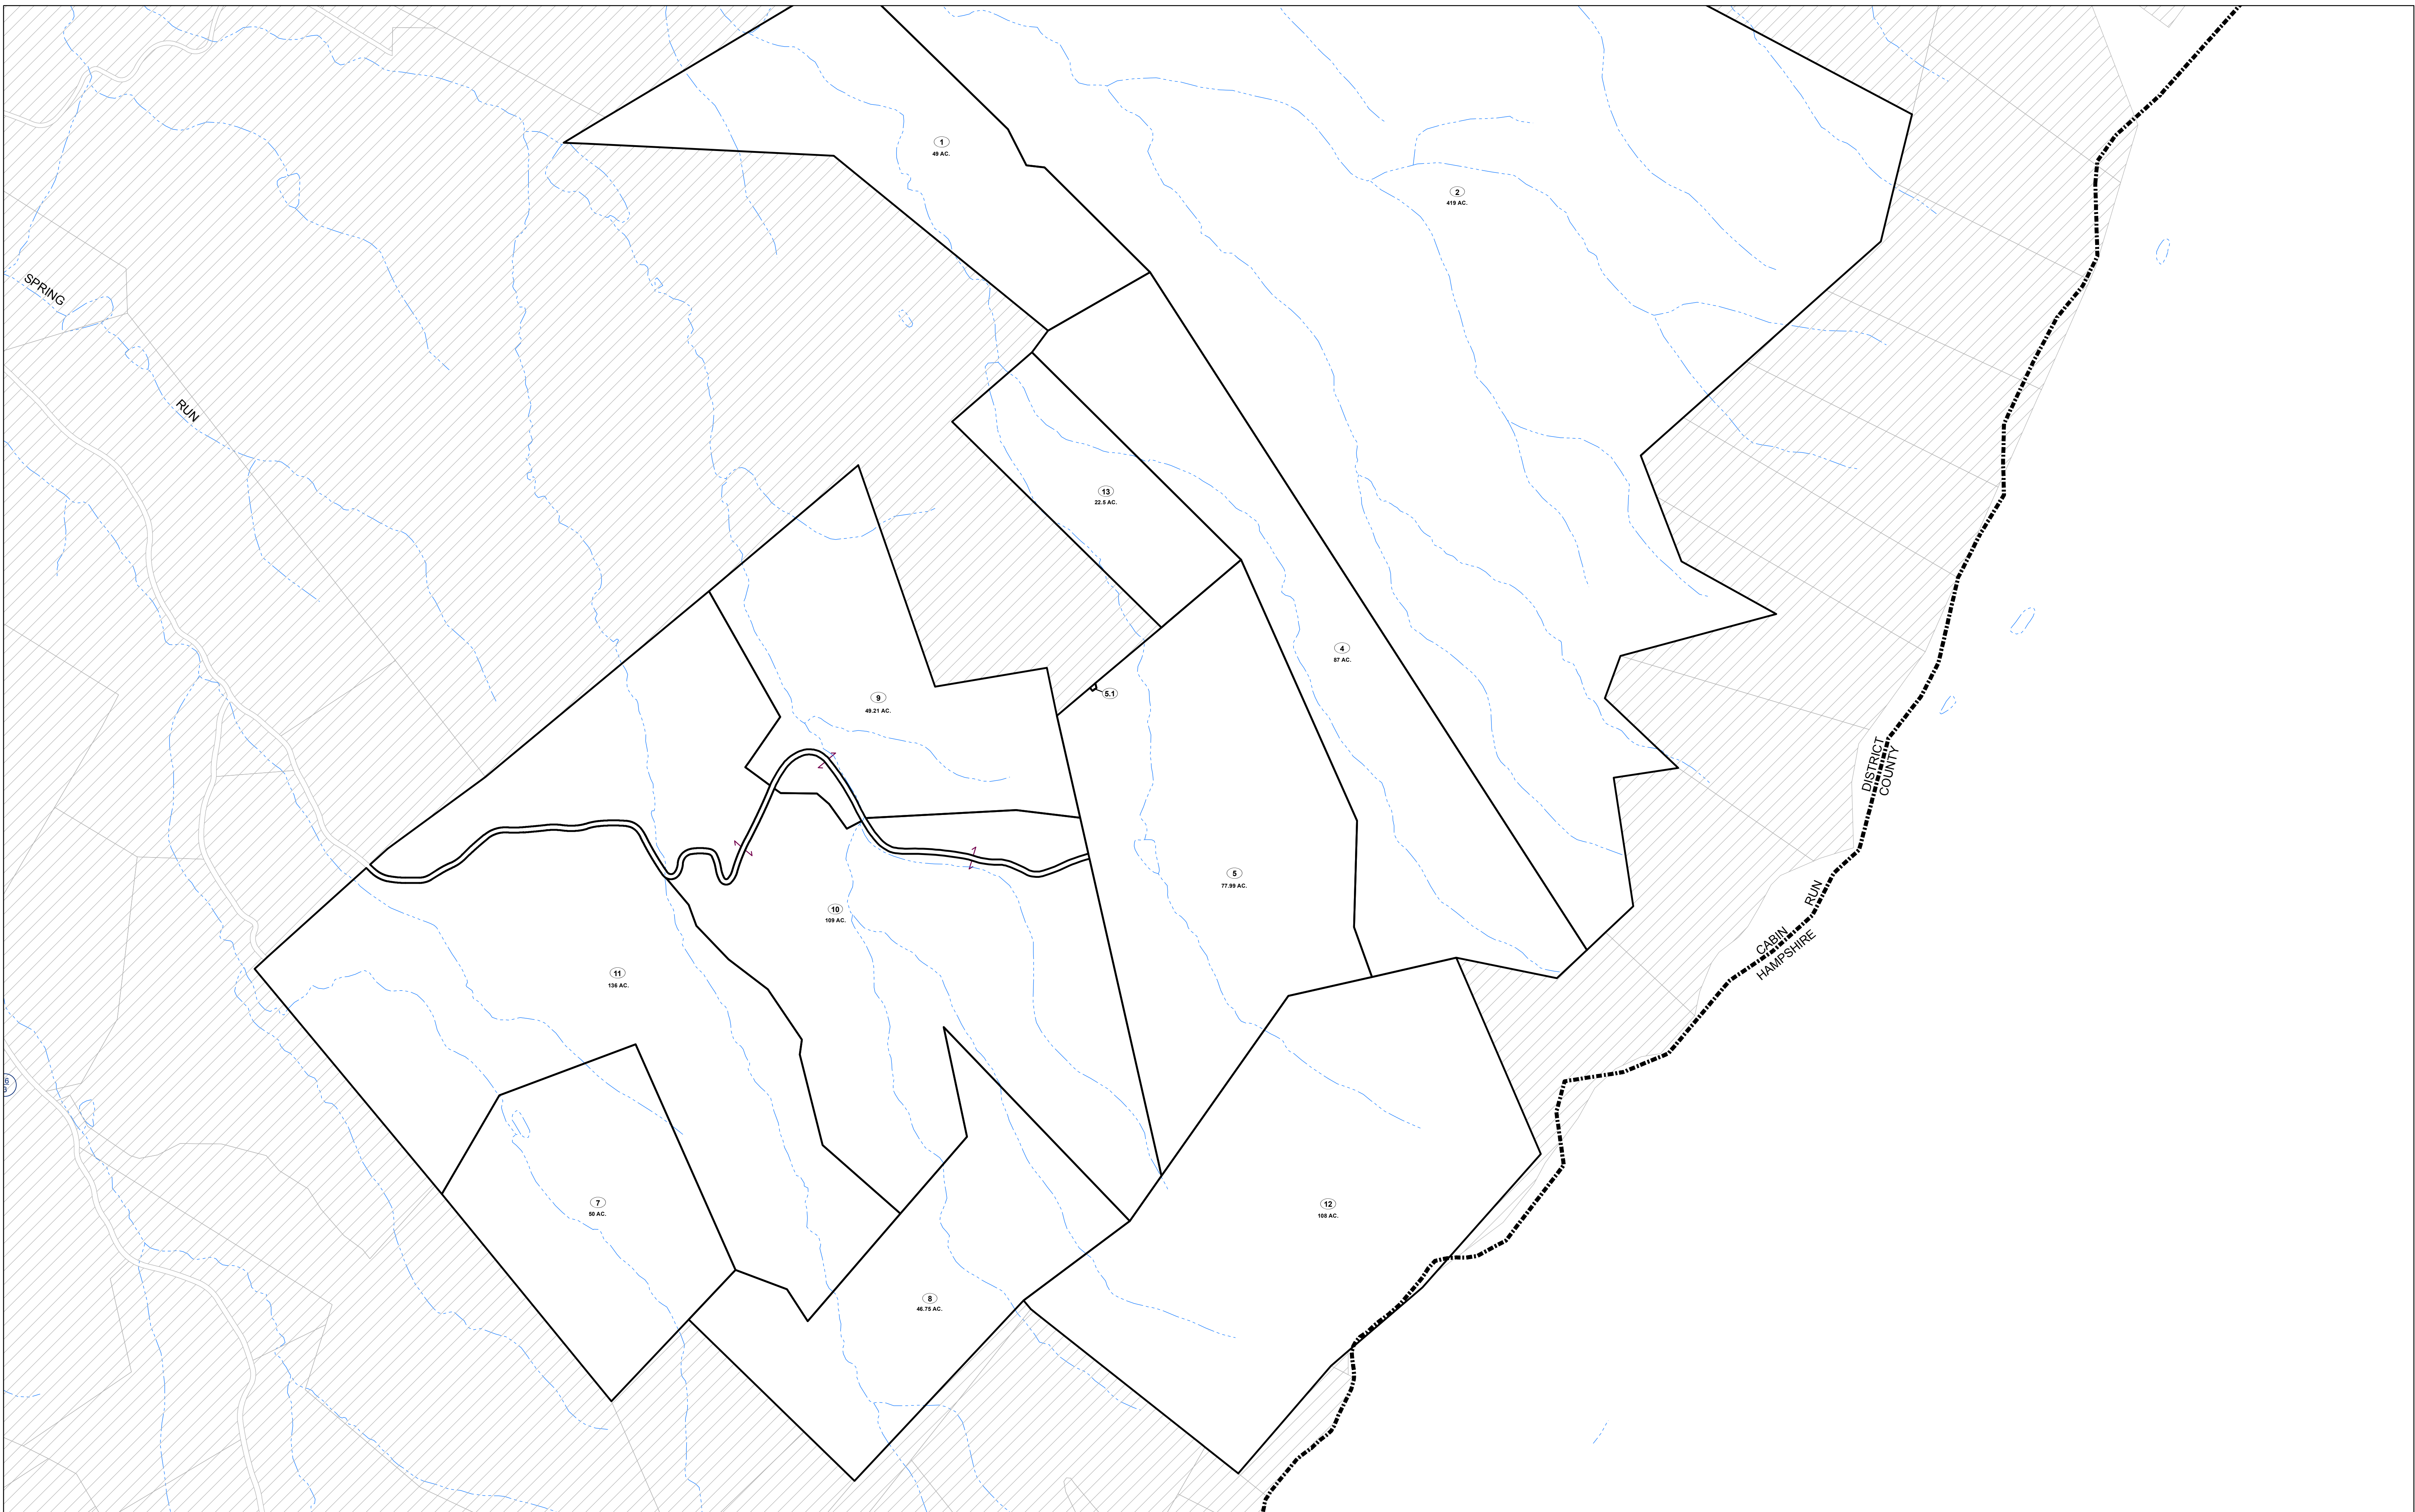 1
49 AC.
2
419 AC.
SPRING
RUN
13
22.5 AC.
4
87 AC.
5.1
9
49.21 AC.
DISTRICT
COUNTY
5
77.99 AC.
RUN
10
109 AC.
CABIN
HAMPSHIRE
11
136 AC.
6
7
50 AC.
12
108 AC.
8
46.75 AC.